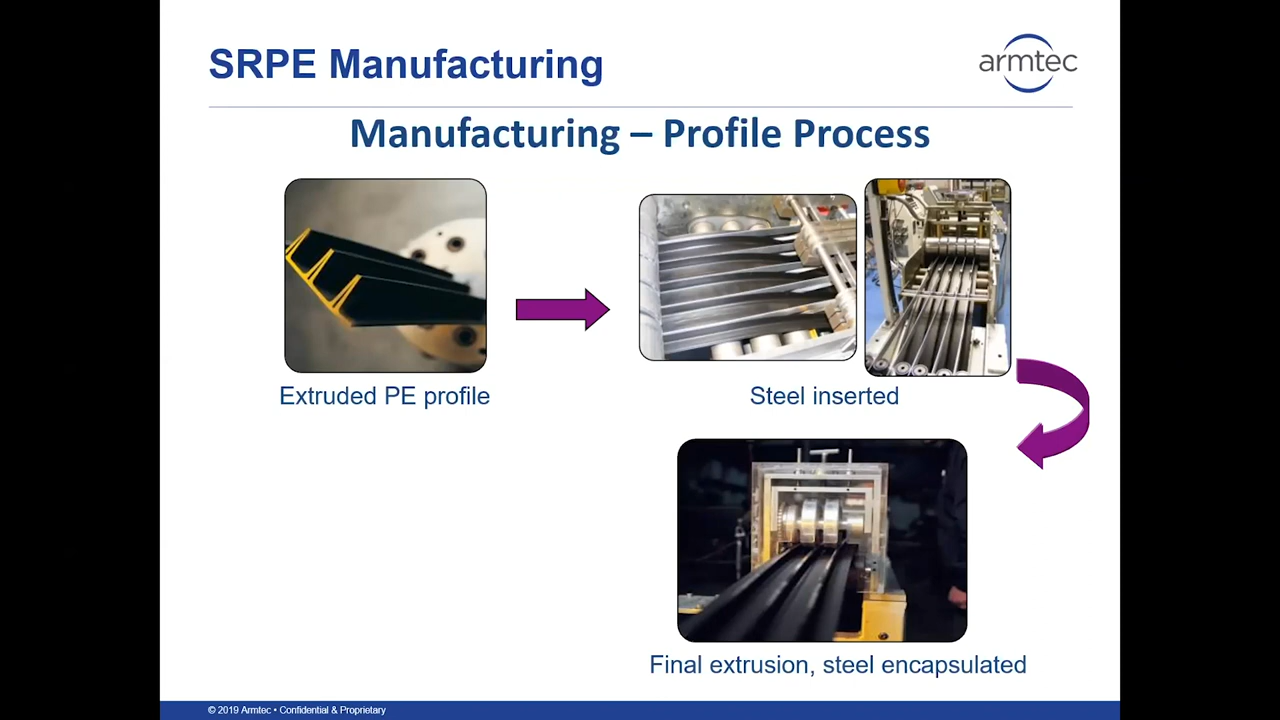 SRPE Manufacturing
armtec
Manufacturing – Profile Process
Extruded PE profile
Steel inserted
Final extrusion, steel encapsulated
© 2019 Armtec • Confidential & Proprietary